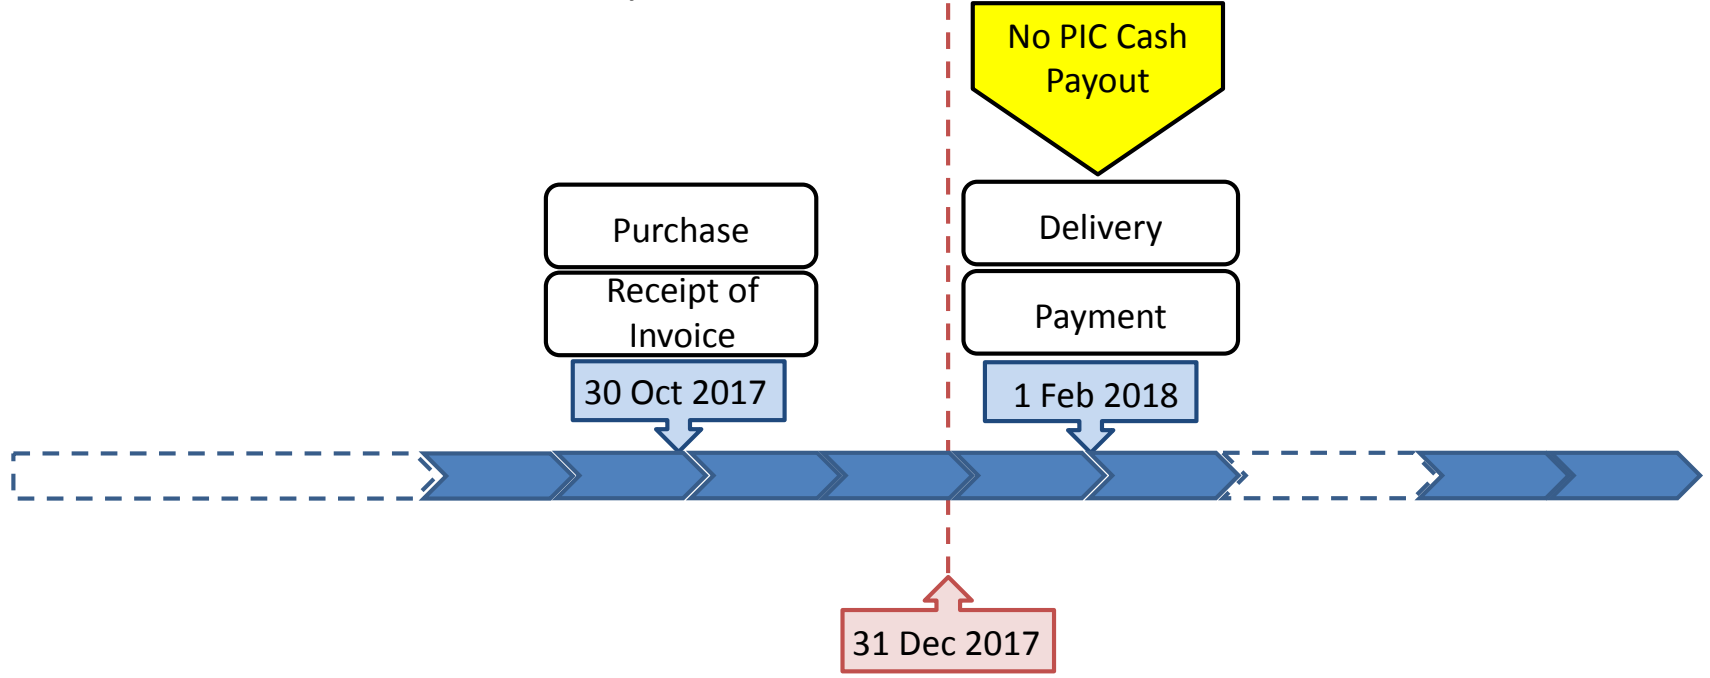 No PIC Cash
Payout
Purchase
Delivery
Receipt of
Invoice
Payment
30 Oct 2017
1 Feb 2018
31 Dec 2017